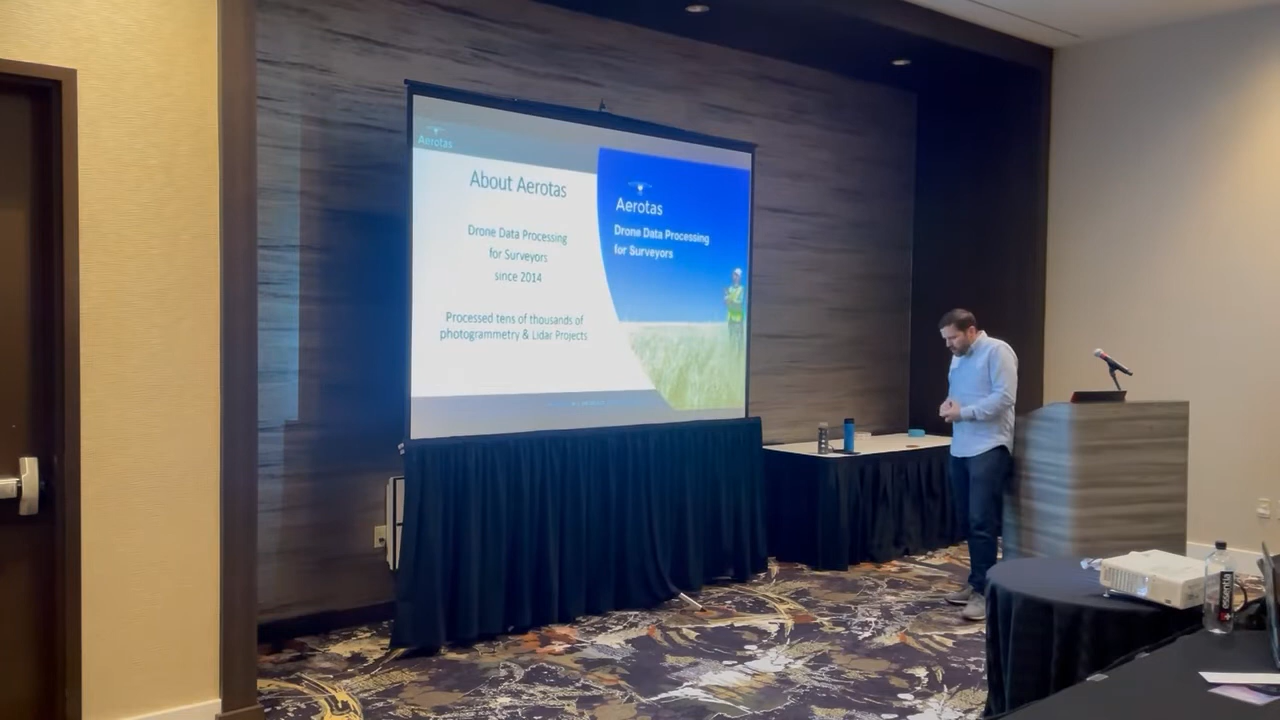 Aerotas
About Aerotas
Drone Data Processing
for Surveyors
since 2014
Processed tens of thousands of
photogrammetry & Lidar Projects
Aerotas
Drone Data Processing
for Surveyors
essentia